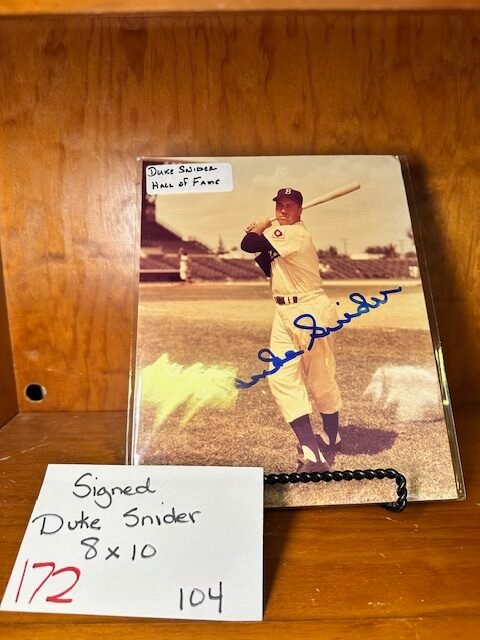 DUKE SNIDER
HALL OF FAME
B
Duke Snider
Signed
Duke Snider
8 x 10
172
104